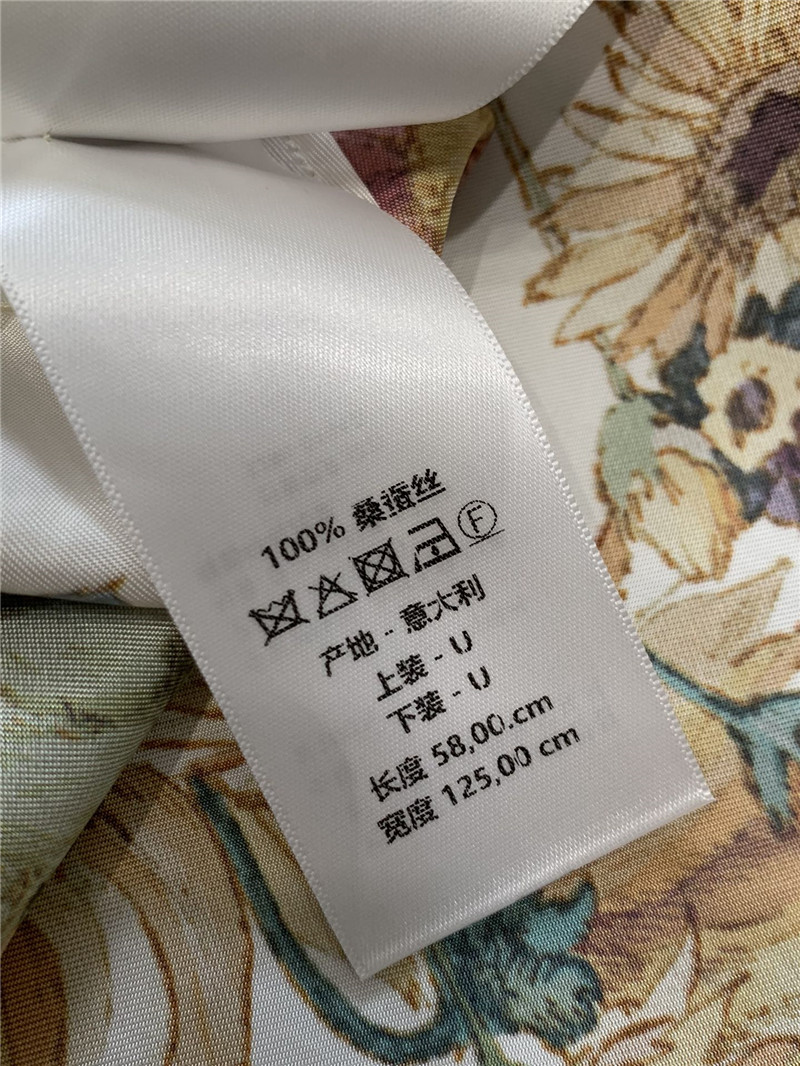 100% 桑蚕丝
F
产地 - 意大利
上装 - U
下装 - U
长度 58,00 cm
宽度 125,00 cm